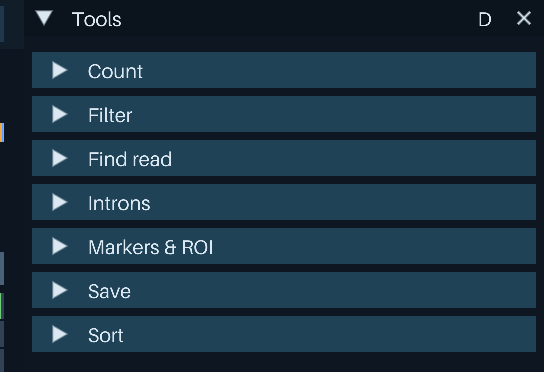 Tools D
Count
Filter
Find read
Introns
Markers & ROI
Save
Sort